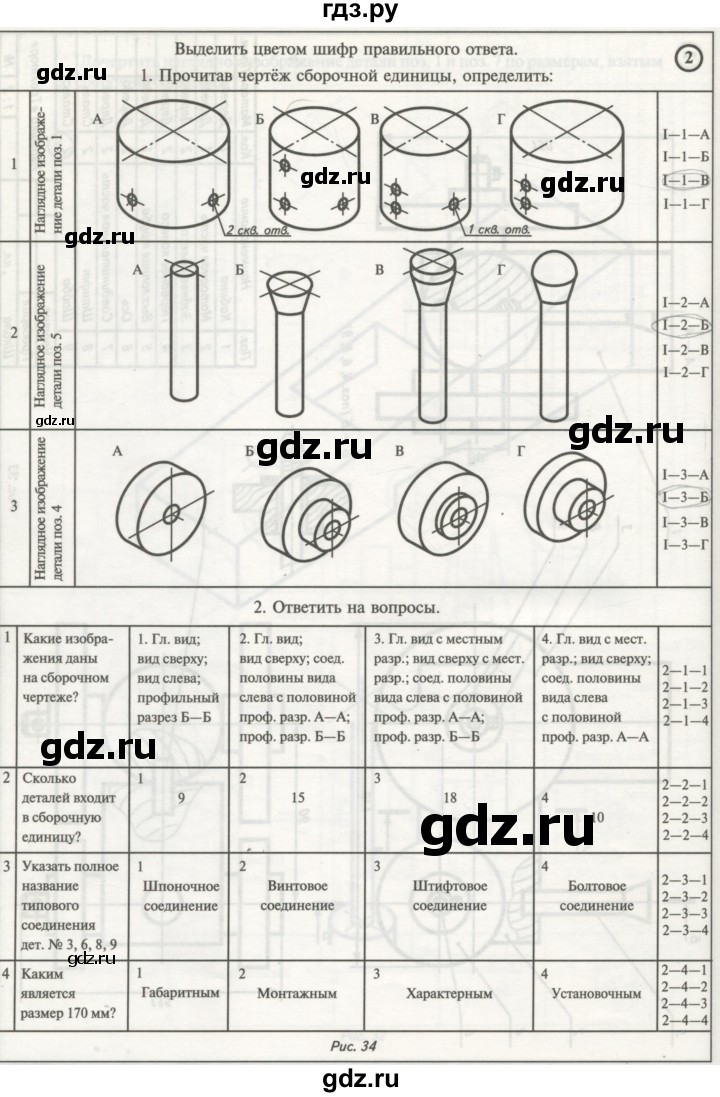 гдз.ру
Выделить цветом шифр правильного ответа.
2
1. Прочитав чертёж сборочной единицы, определить:
1
Наглядное изображе-
ние детали поз. 1
А
Б
В
Г
2 скв. отв.
1 скв. отв.
I—1—А
I—1—Б
I—1—В
I—1—Г
gdz.ru
gdz.ru
gdz.ru
gdz.ru
2
Наглядное изображение
детали поз. 5
А
Б
В
Г
I—2—А
I—2—Б
I—2—В
I—2—Г
gdz.ru
gdz.ru
gdz.ru
3
Наглядное изображение
детали поз. 4
А
Б
В
Г
I—3—А
I—3—Б
I—3—В
I—3—Г
2. Ответить на вопросы.
1
Какие изобра-
жения даны
на сборочном
чертеже?
1. Гл. вид;
вид сверху;
вид слева;
профильный
разрез Б—Б
2. Гл. вид;
вид сверху; соед.
половины вида
слева с половиной
проф. разр. А—А;
проф. разр. Б—Б
3. Гл. вид с местным
разр.; вид сверху с мест.
разр.; соед. половины
вида слева с половиной
проф. разр. А—А;
проф. разр. Б—Б
4. Гл. вид с мест.
разр.; вид сверху;
соед. половины
вида слева
с половиной
проф. разр. А—А
2—1—1
2—1—2
2—1—3
2—1—4
gdz.ru
2
Сколько
деталей входит
в сборочную
единицу?
1
9
2
15
3
18
4
10
2—2—1
2—2—2
2—2—3
2—2—4
gdz.ru
3
Указать полное
название
типового
соединения
дет. № 3, 6, 8, 9
1
Шпоночное
соединение
2
Винтовое
соединение
3
Штифтовое
соединение
4
Болтовое
соединение
2—3—1
2—3—2
2—3—3
2—3—4
gdz.ru
4
Каким
является
размер 170 мм?
1
Габаритным
2
Монтажным
3
Характерным
4
Установочным
2—4—1
2—4—2
2—4—3
2—4—4
Рис. 34
gdz.ru